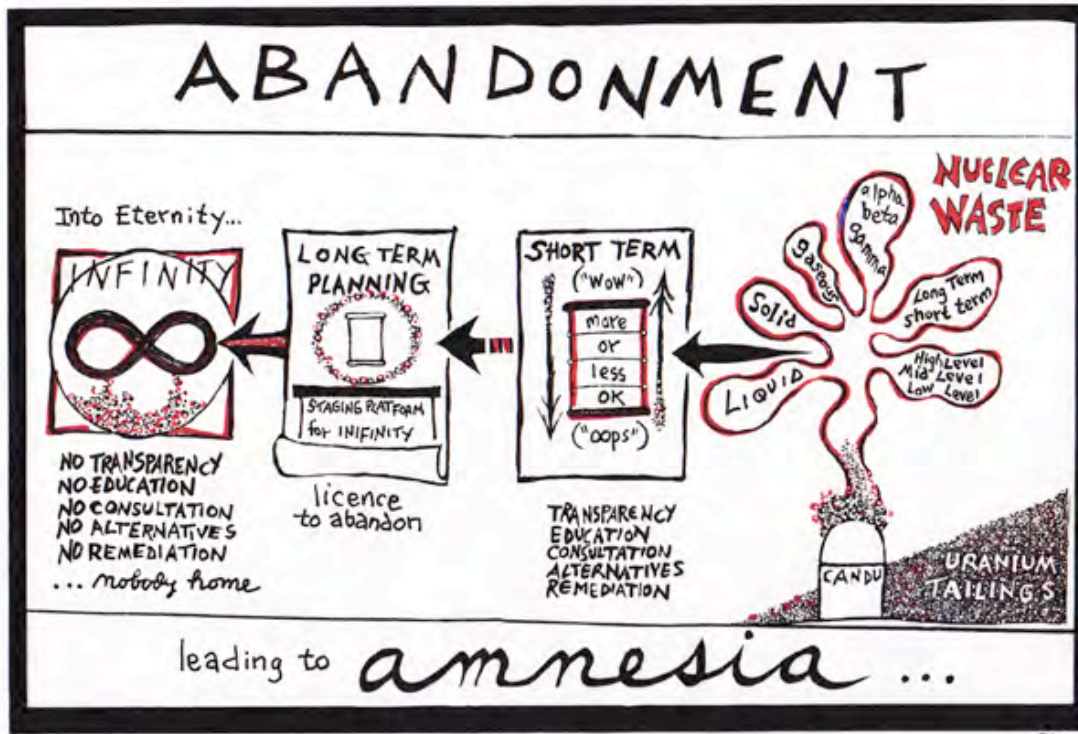 ABANDONMENT
Into Eternity...
INFINITY
NO TRANSPARENCY
NO EDUCATION
NO CONSULTATION
NO ALTERNATIVES
NO REMEDIATION
... nobody home
LONG TERM
PLANNING
STAGING PLATFORM
for INIFINITY
licence
to abandon
SHORT TERM
("WOW")
more
or
less
OK
("OOPS")
TRANSPARENCY
EDUCATION
CONSULTATION
ALTERNATIVES
REMEDIATION
NUCLEAR
WASTE
LIQUID
Solid
gaseous
alpha
beta
gamma
Long Term
short term
High Level
Mid Level
Low Level
CANDU
URANIUM
TAILINGS
leading to amnesia ...